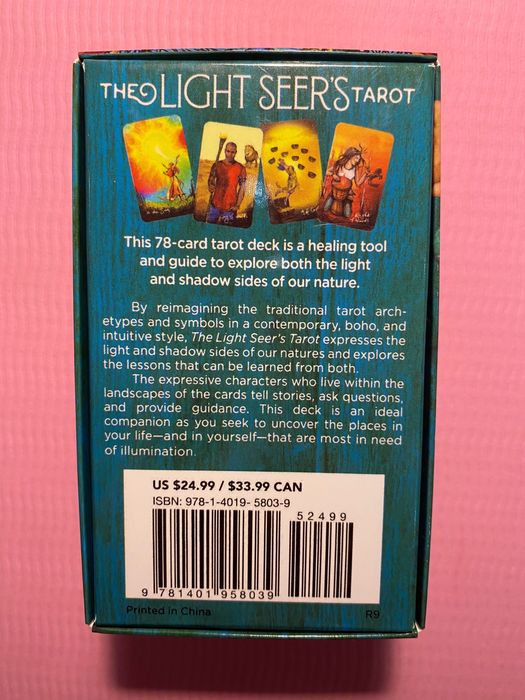 THE LIGHT SEER'S TAROT
This 78-card tarot deck is a healing tool
and guide to explore both the light
and shadow sides of our nature.
By reimagining the traditional tarot arch-
etypes and symbols in a contemporary, boho, and
intuitive style, The Light Seer's Tarot expresses the
light and shadow sides of our natures and explores
the lessons that can be learned from both.
The expressive characters who live within the
landscapes of the cards tell stories, ask questions,
and provide guidance. This deck is an ideal
companion as you seek to uncover the places in
your life—and in yourself—that are most in need
of illumination.
US $24.99 / $33.99 CAN
ISBN: 978-1-4019- 5803-9
52499
9 781401 958039
Printed in China
R9